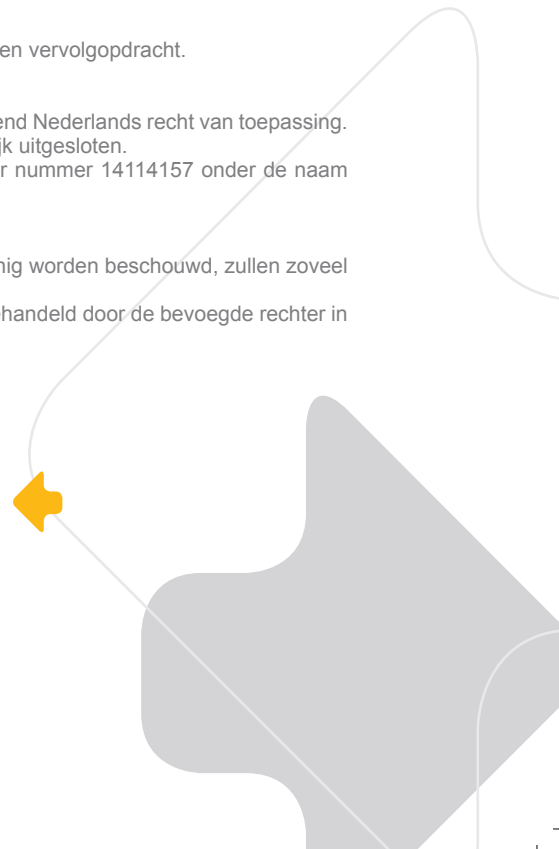 en vervolgopdracht.
end Nederlands recht van toepassing.
jk uitgesloten.
r nummer 14114157 onder de naam
nig worden beschouwd, zullen zoveel
ehandeld door de bevoegde rechter in